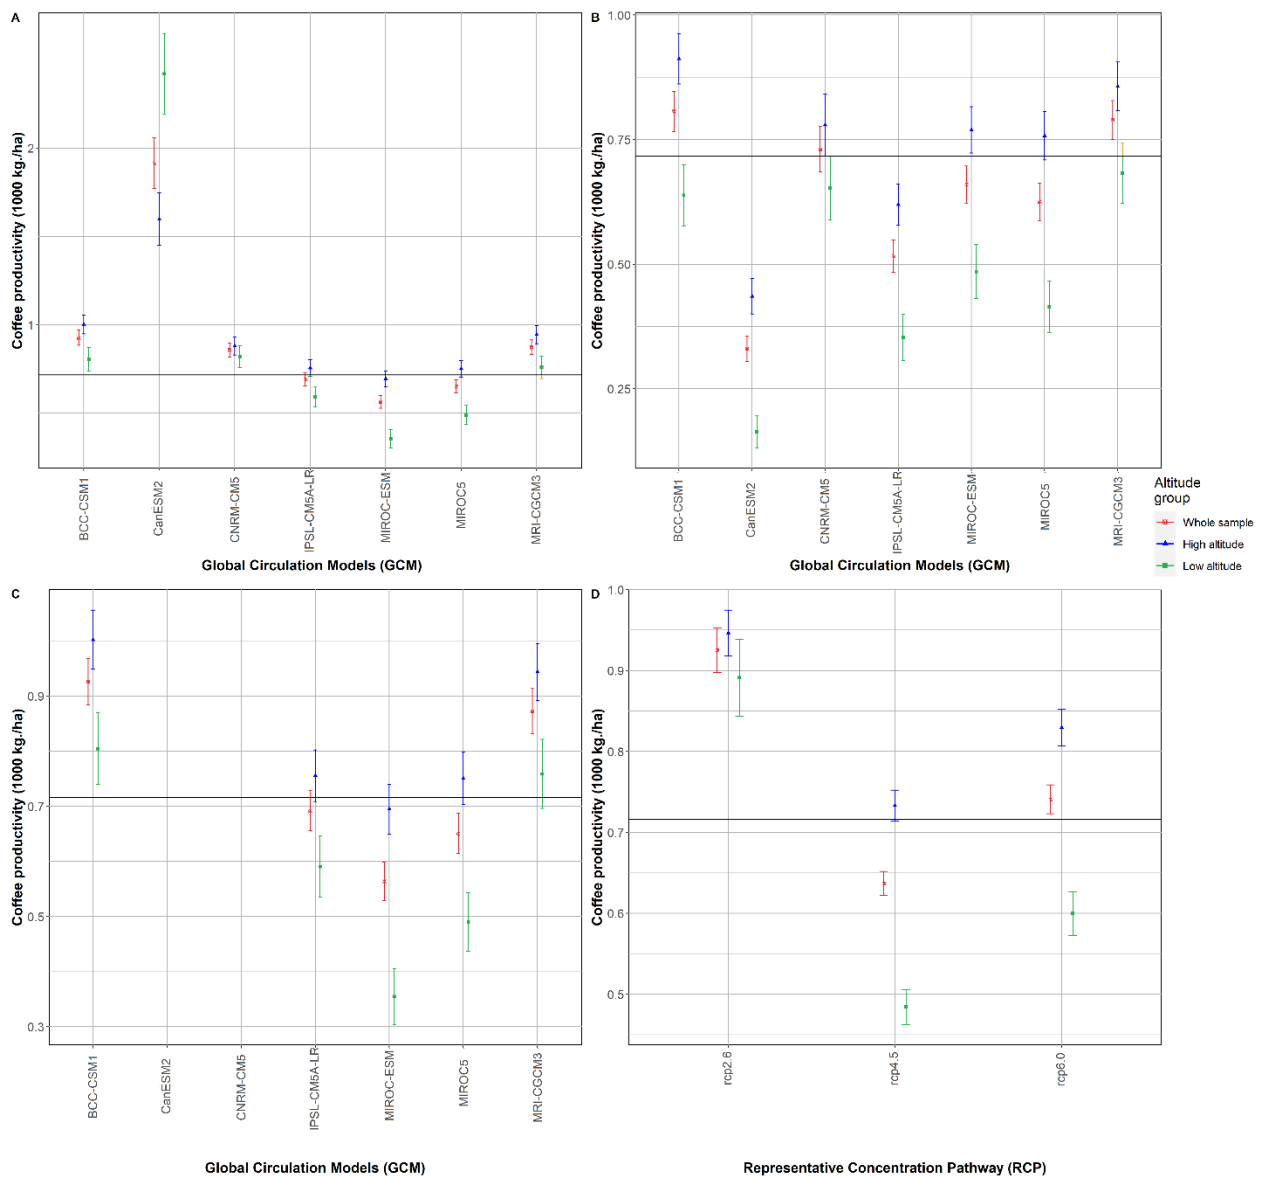 A
Coffee productivity (1000 kg./ha)
2
1
BCC-CSM1
CanESM2
CNRM-CM5
IPSL-CM5A-LR
MIROC-ESM
MIROC5
MRI-CGCM3
Global Circulation Models (GCM)
B
Coffee productivity (1000 kg./ha)
1.00
0.75
0.50
0.25
BCC-CSM1
CanESM2
CNRM-CM5
IPSL-CM5A-LR
MIROC-ESM
MIROC5
MRI-CGCM3
Global Circulation Models (GCM)
Altitude
group
Whole sample
High altitude
Low altitude
C
Coffee productivity (1000 kg./ha)
0.9
0.7
0.5
0.3
BCC-CSM1
CanESM2
CNRM-CM5
IPSL-CM5A-LR
MIROC-ESM
MIROC5
MRI-CGCM3
Global Circulation Models (GCM)
D
Coffee productivity (1000 kg./ha)
1.0
0.9
0.8
0.7
0.6
0.5
rcp2.6
rcp4.5
rcp6.0
Representative Concentration Pathway (RCP)